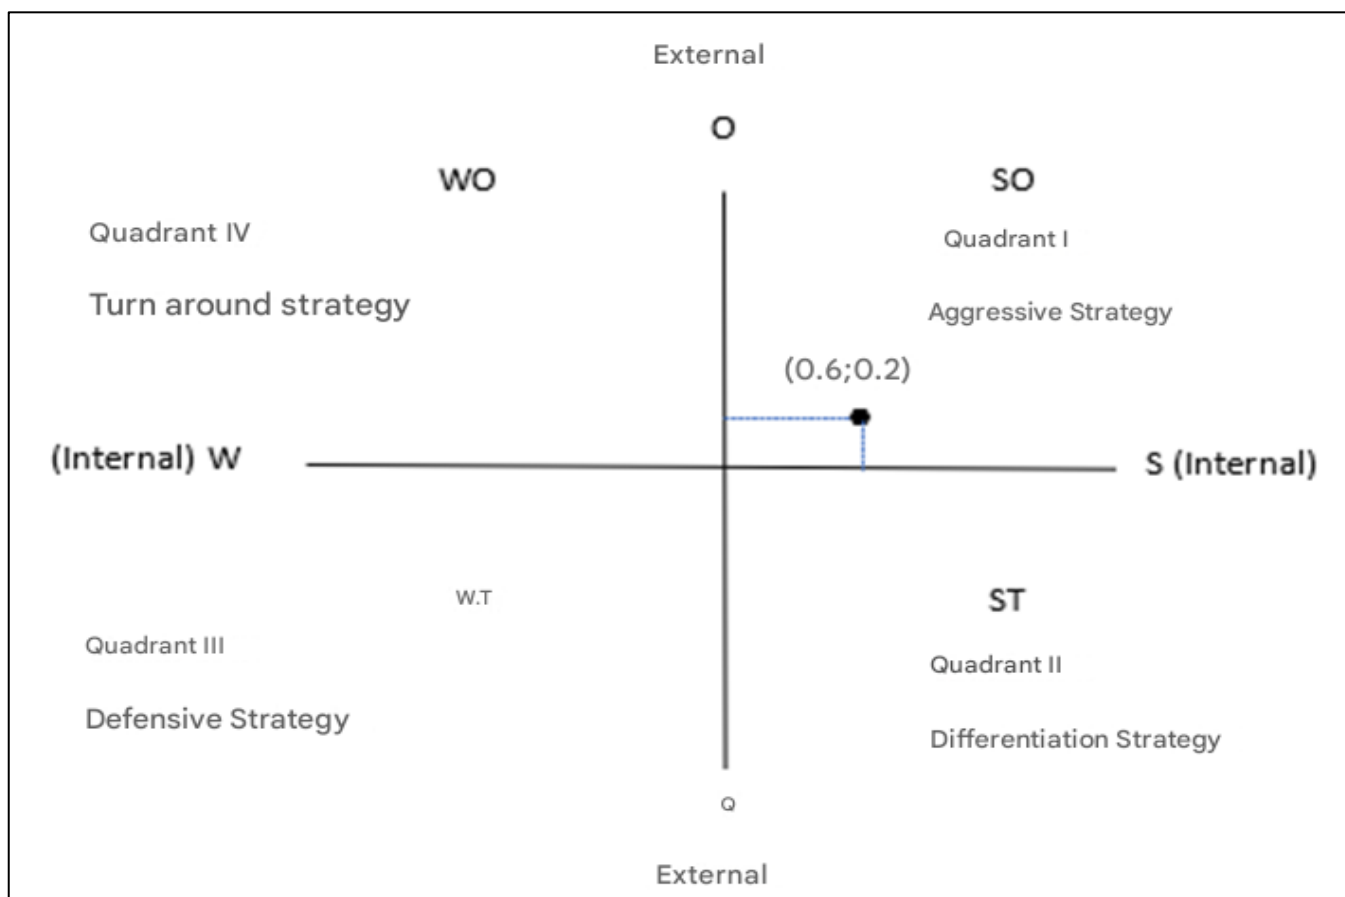 External
O
WO
SO
Quadrant IV
Quadrant I
Turn around strategy
Aggressive Strategy
(0.6;0.2)
(Internal) W
S (Internal)
W.T
ST
Quadrant III
Quadrant II
Defensive Strategy
Differentiation Strategy
Q
External